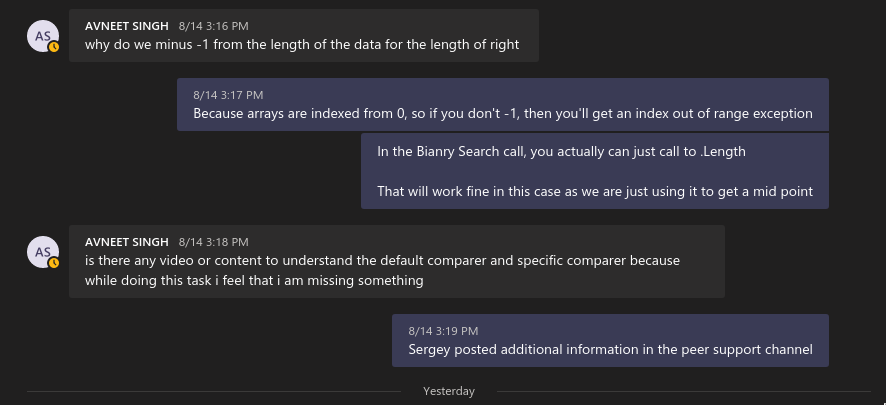 AS
AVNEET SINGH 8/14 3:16 PM
why do we minus -1 from the length of the data for the length of right
8/14 3:17 PM
Because arrays are indexed from 0, so if you don't -1, then you'll get an index out of range exception
In the Bianry Search call, you actually can just call to .Length
That will work fine in this case as we are just using it to get a mid point
AS
AVNEET SINGH 8/14 3:18 PM
is there any video or content to understand the default comparer and specific comparer because
while doing this task i feel that i am missing something
8/14 3:19 PM
Sergey posted additional information in the peer support channel
Yesterday